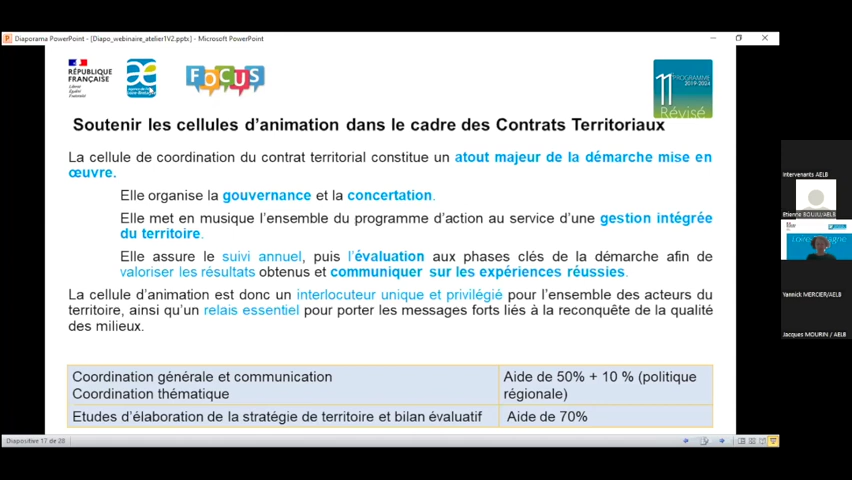 Diaporama PowerPoint - [Diapo_webinaire_atelier1V2.pptx] - Microsoft PowerPoint
RÉPUBLIQUE
FRANÇAISE
Liberté
Égalité
Fraternité
FOCUS
11e PROGRAMME
2019-2024
Révisé
Soutenir les cellules d'animation dans le cadre des Contrats Territoriaux
La cellule de coordination du contrat territorial constitue un atout majeur de la démarche mise en
œuvre.
Elle organise la gouvernance et la concertation.
Elle met en musique l'ensemble du programme d'action au service d'une gestion intégrée
du territoire.
Elle assure le suivi annuel, puis l'évaluation aux phases clés de la démarche afin de
valoriser les résultats obtenus et communiquer sur les expériences réussies.
La cellule d'animation est donc un interlocuteur unique et privilégié pour l'ensemble des acteurs du
territoire, ainsi qu'un relais essentiel pour porter les messages forts liés à la reconquête de la qualité
des milieux.
Coordination générale et communication
Coordination thématique
Aide de 50% + 10 % (politique
régionale)
Etudes d'élaboration de la stratégie de territoire et bilan évaluatif
Aide de 70%
Diapositive 17 de 28
Intervenants AELB
Etienne BOUJU/AELB
Yannick MERCIER/AELB
Jacques MOURIN / AELB